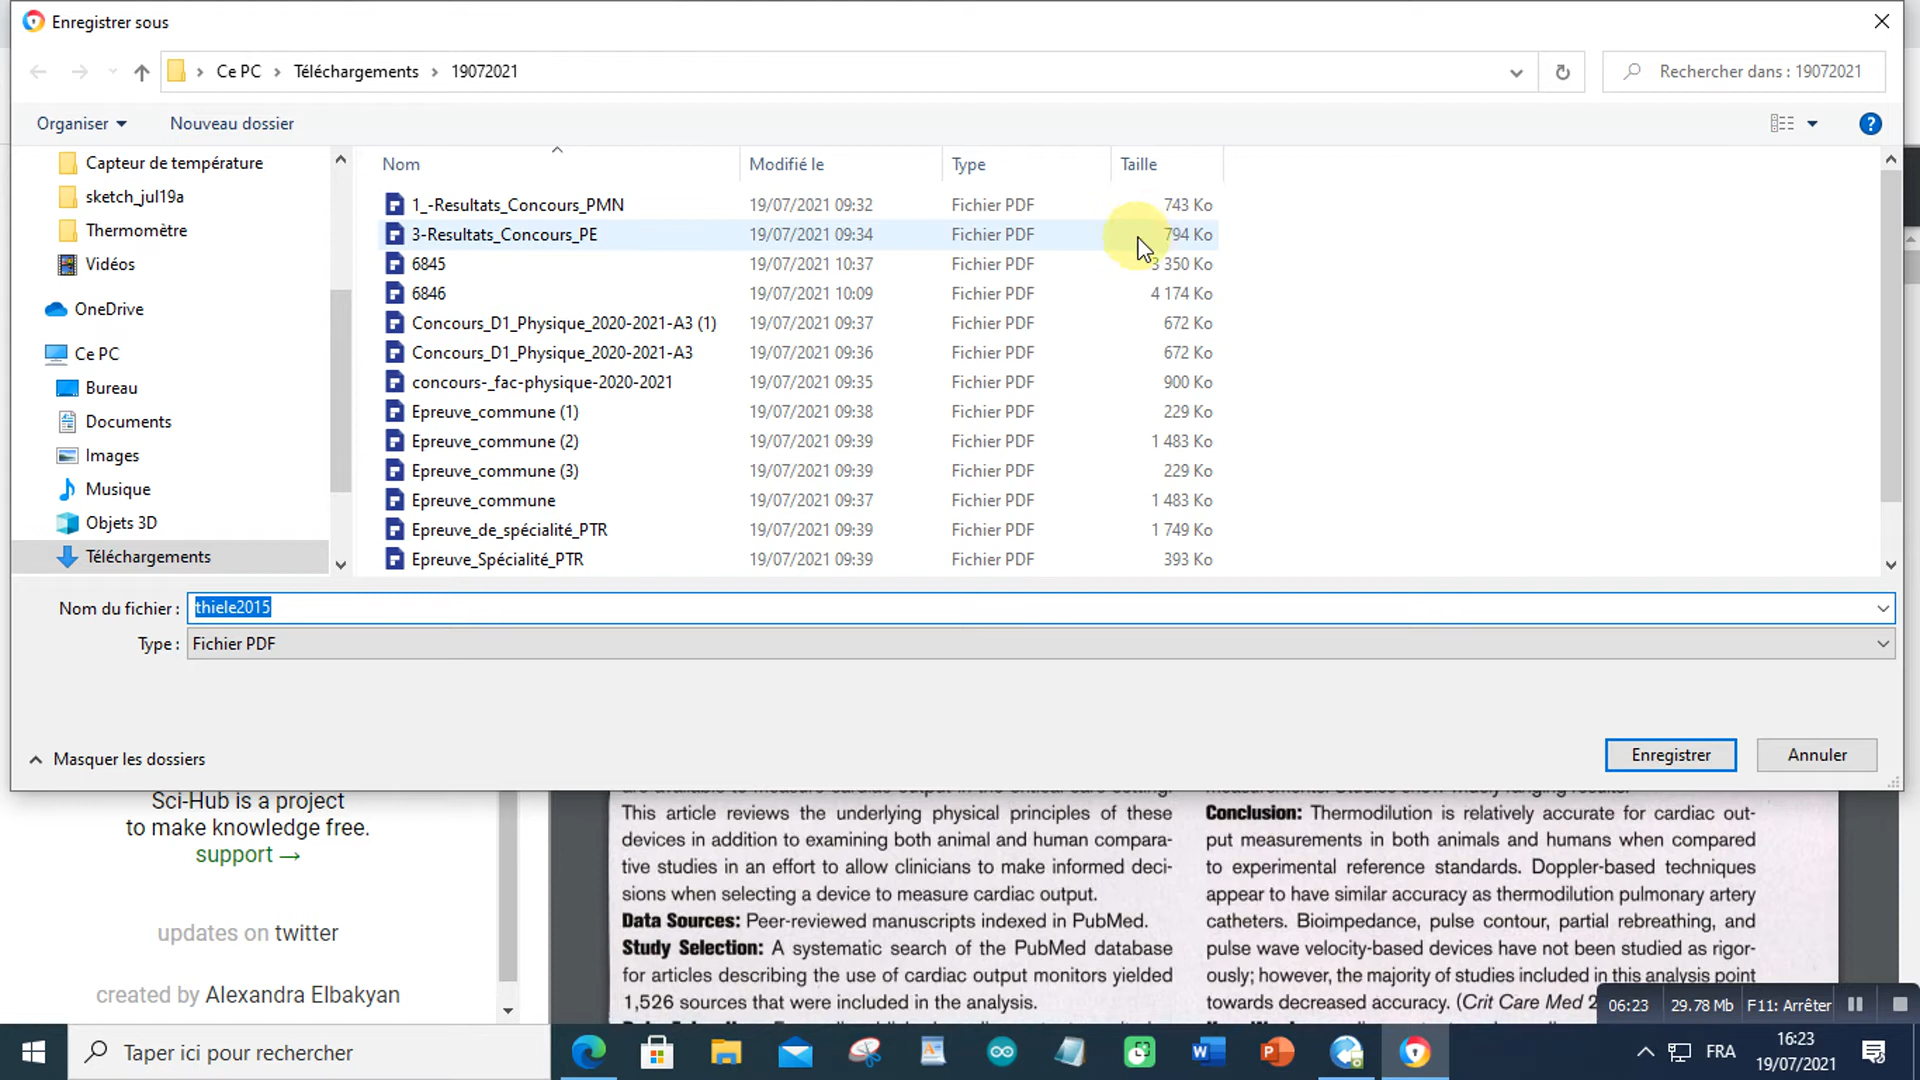 Enregistrer sous
Ce PC > Téléchargements > 19072021
Rechercher dans : 19072021
Organiser
Nouveau dossier
?
Capteur de température
sketch_jul19a
Thermomètre
Vidéos
OneDrive
Ce PC
Bureau
Documents
Images
Musique
Objets 3D
Téléchargements
Nom Modifié le Type Taille
1_-Resultats_Concours_PMN 19/07/2021 09:32 Fichier PDF 743 Ko
3-Resultats_Concours_PE 19/07/2021 09:34 Fichier PDF 794 Ko
6845 19/07/2021 10:37 Fichier PDF 3 350 Ko
6846 19/07/2021 10:09 Fichier PDF 4 174 Ko
Concours_D1_Physique_2020-2021-A3 (1) 19/07/2021 09:37 Fichier PDF 672 Ko
Concours_D1_Physique_2020-2021-A3 19/07/2021 09:36 Fichier PDF 672 Ko
concours-_fac-physique-2020-2021 19/07/2021 09:35 Fichier PDF 900 Ko
Epreuve_commune (1) 19/07/2021 09:38 Fichier PDF 229 Ko
Epreuve_commune (2) 19/07/2021 09:39 Fichier PDF 1 483 Ko
Epreuve_commune (3) 19/07/2021 09:39 Fichier PDF 229 Ko
Epreuve_commune 19/07/2021 09:37 Fichier PDF 1 483 Ko
Epreuve_de_spécialité_PTR 19/07/2021 09:39 Fichier PDF 1 749 Ko
Epreuve_Spécialité_PTR 19/07/2021 09:39 Fichier PDF 393 Ko
Nom du fichier : thiele2015
Type : Fichier PDF
Masquer les dossiers
Enregistrer
Annuler
Sci-Hub is a project
to make knowledge free.
support →
updates on twitter
created by Alexandra Elbakyan
This article reviews the underlying physical principles of these
devices in addition to examining both animal and human compara-
tive studies in an effort to allow clinicians to make informed deci-
sions when selecting a device to measure cardiac output.
Data Sources: Peer-reviewed manuscripts indexed in PubMed.
Study Selection: A systematic search of the PubMed database
for articles describing the use of cardiac output monitors yielded
1,526 sources that were included in the analysis.
Conclusion: Thermodilution is relatively accurate for cardiac out-
put measurements in both animals and humans when compared
to experimental reference standards. Doppler-based techniques
appear to have similar accuracy as thermodilution pulmonary artery
catheters. Bioimpedance, pulse contour, partial rebreathing, and
pulse wave velocity-based devices have not been studied as rigor-
ously; however, the majority of studies included in this analysis point
towards decreased accuracy. (Crit Care Med 2
06:23 29.78 Mb F11: Arrêter
Taper ici pour rechercher
FRA
16:23
19/07/2021